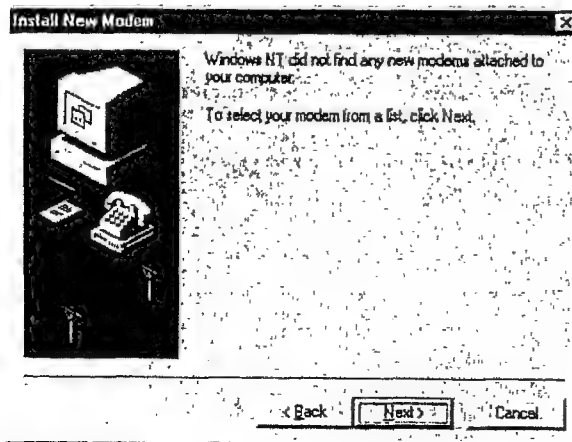 Install New Modem
Windows NT did not find any new modems attached to
your computer.
To select your modem from a list, click Next.
< Back
Next >
Cancel